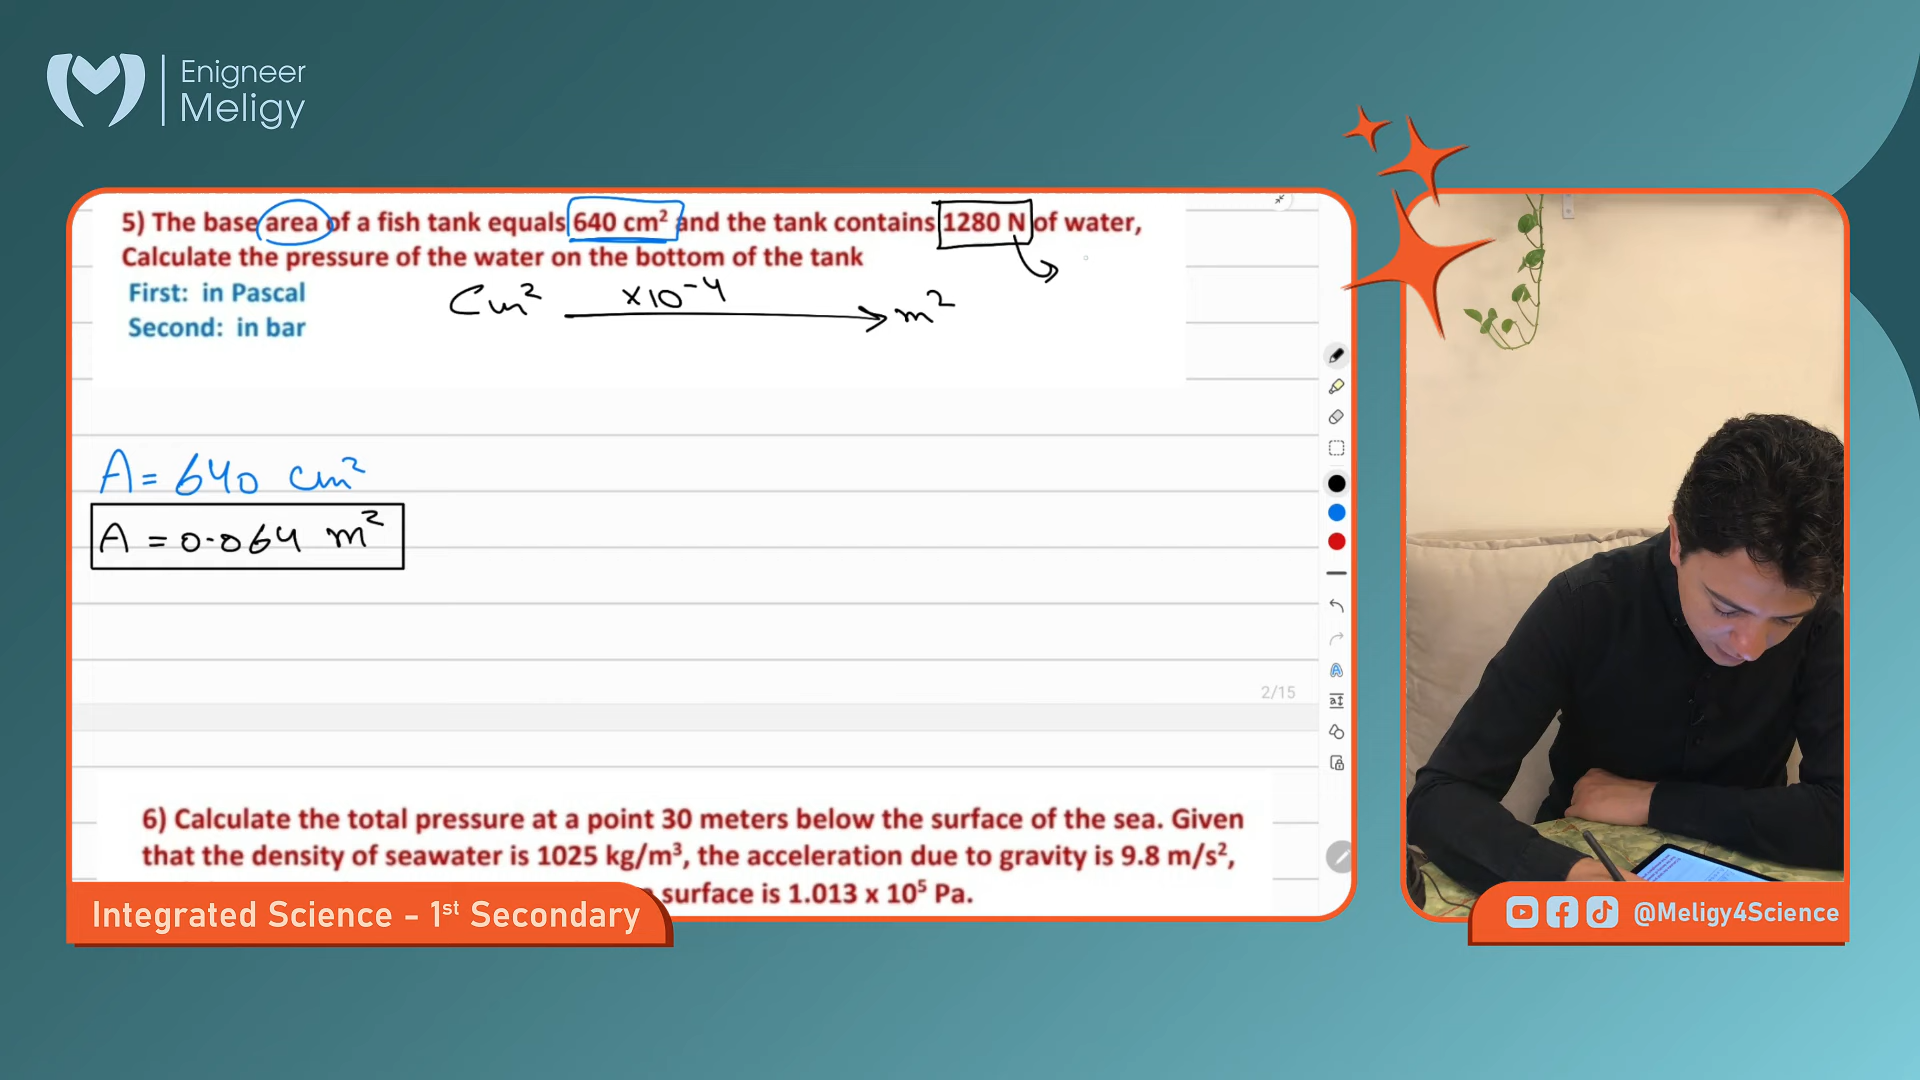 Enigneer
Meligy
5) The base area of a fish tank equals 640 cm² and the tank contains 1280 N of water,
Calculate the pressure of the water on the bottom of the tank
First: in Pascal
Second: in bar
Cm² ×10⁻⁴ m²
A = 640 cm²
A = 0.064 m²
2/15
6) Calculate the total pressure at a point 30 meters below the surface of the sea. Given
that the density of seawater is 1025 kg/m³, the acceleration due to gravity is 9.8 m/s²,
surface is 1.013 x 10⁵ Pa.
Integrated Science - 1st Secondary
@Meligy4Science